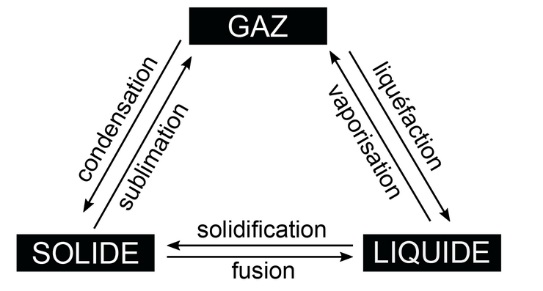 GAZ
condensation
sublimation
liquéfaction
vaporisation
solidification
SOLIDE
LIQUIDE
fusion